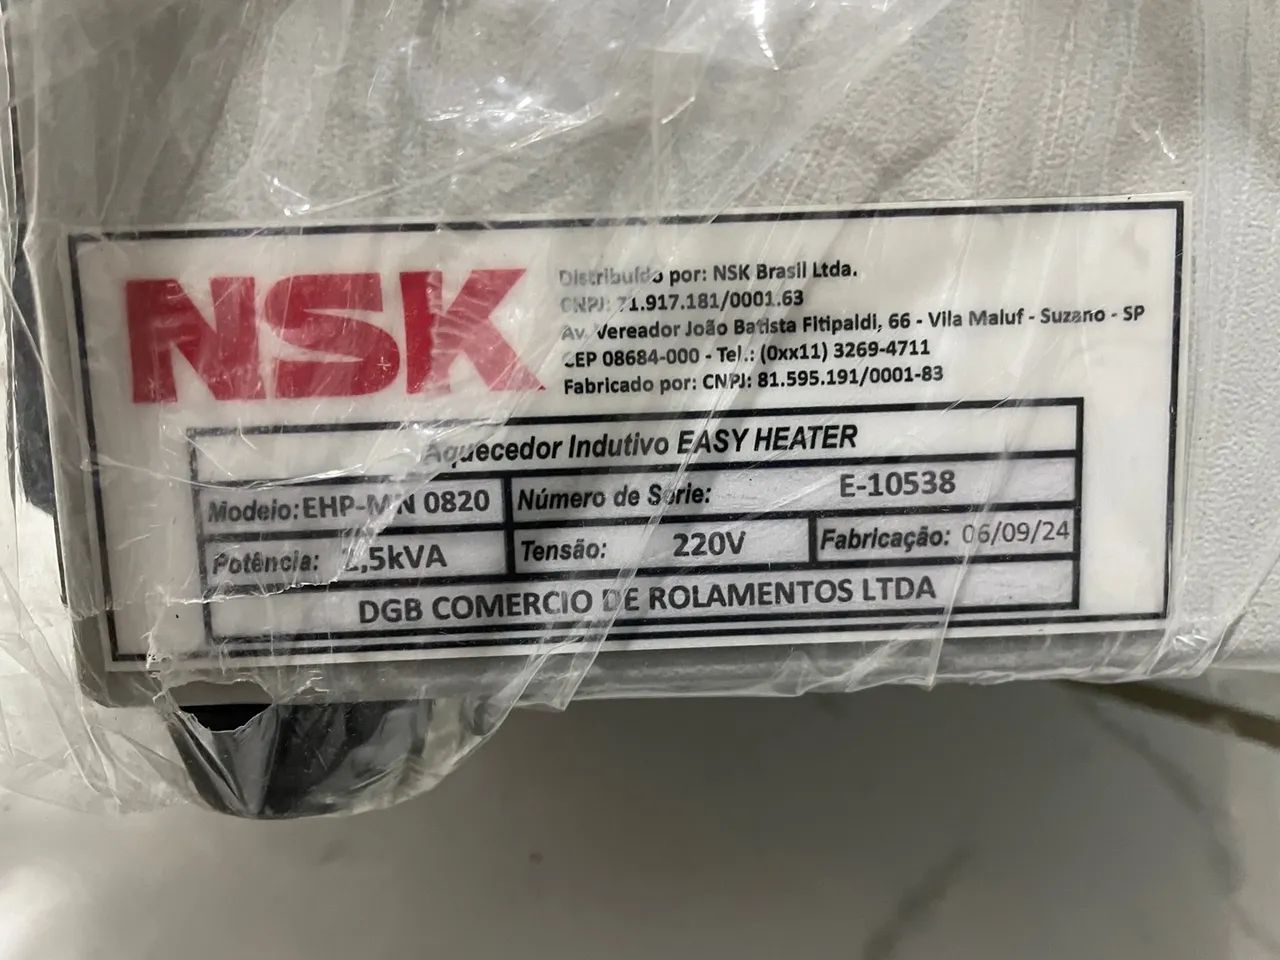 NSK
Distribuído por: NSK Brasil Ltda.
CNPJ: 71.917.181/0001.63
Av. Vereador João Batista Fitipaldi, 66 - Vila Maluf - Suzano - SP
CEP 08684-000 - Tel.: (0xx11) 3269-4711
Fabricado por: CNPJ: 81.595.191/0001-83
Aquecedor Indutivo EASY HEATER
Modelo: EHP-MIN 0820 Número de Série: E-10538
Potência: Tensão: 220V Fabricação: 06/09/24
DGB COMERCIO DE ROLAMENTOS LTDA